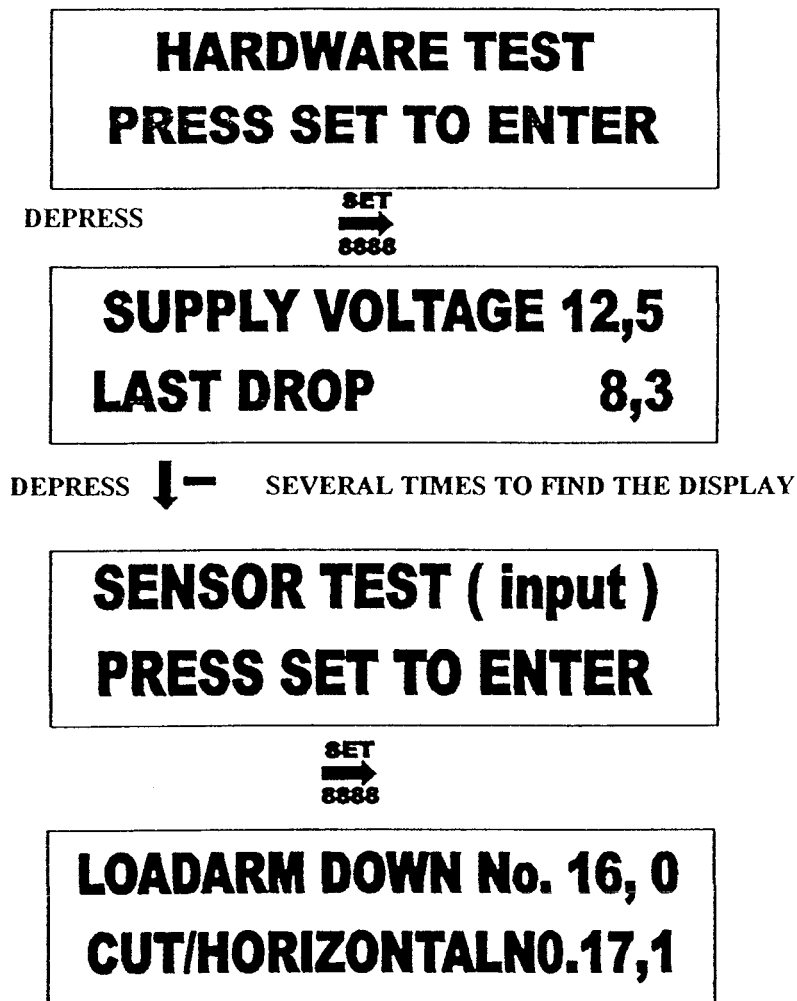 HARDWARE TEST
PRESS SET TO ENTER
DEPRESS
SET
8888
SUPPLY VOLTAGE 12,5
LAST DROP 8,3
DEPRESS SEVERAL TIMES TO FIND THE DISPLAY
SENSOR TEST ( input )
PRESS SET TO ENTER
SET
8888
LOADARM DOWN No. 16, 0
CUT/HORIZONTALN0.17,1